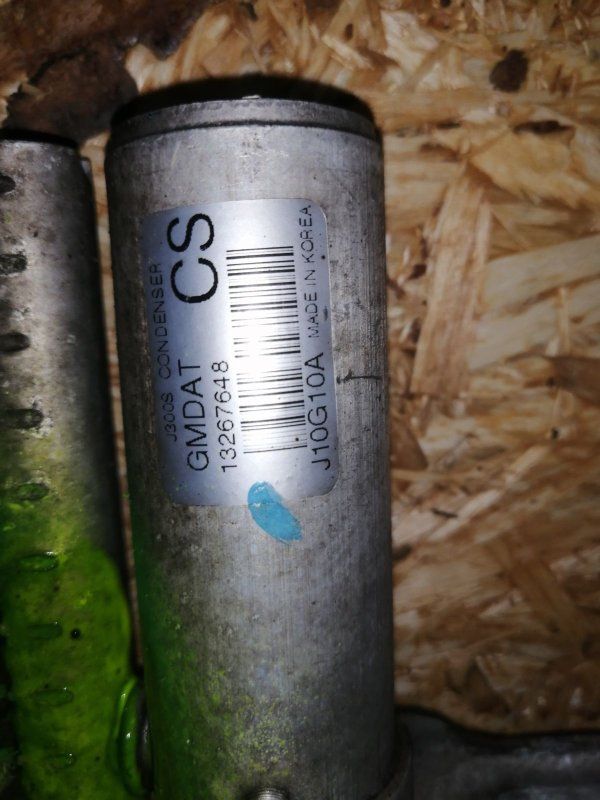 J300S CONDENSER
GMDAT CS
13267648
J10G10A MADE IN KOREA